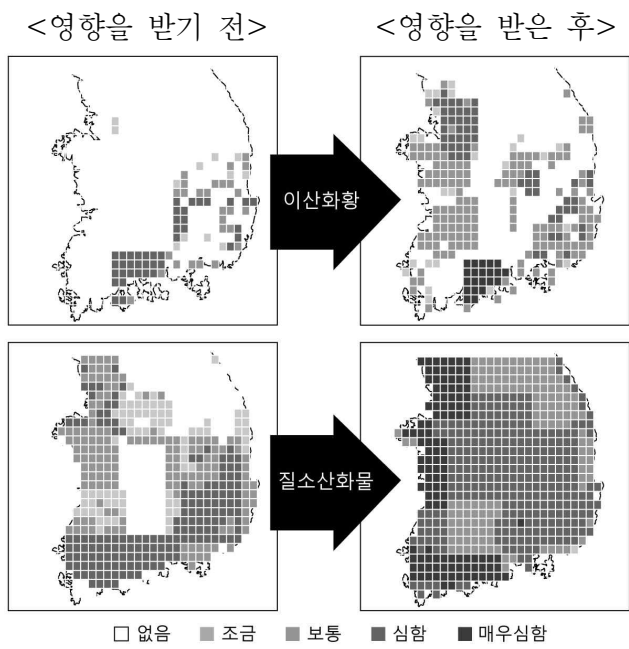 <영향을 받기 전> <영향을 받은 후>
이산화황
질소산화물
없음 조금 보통 심함 매우심함